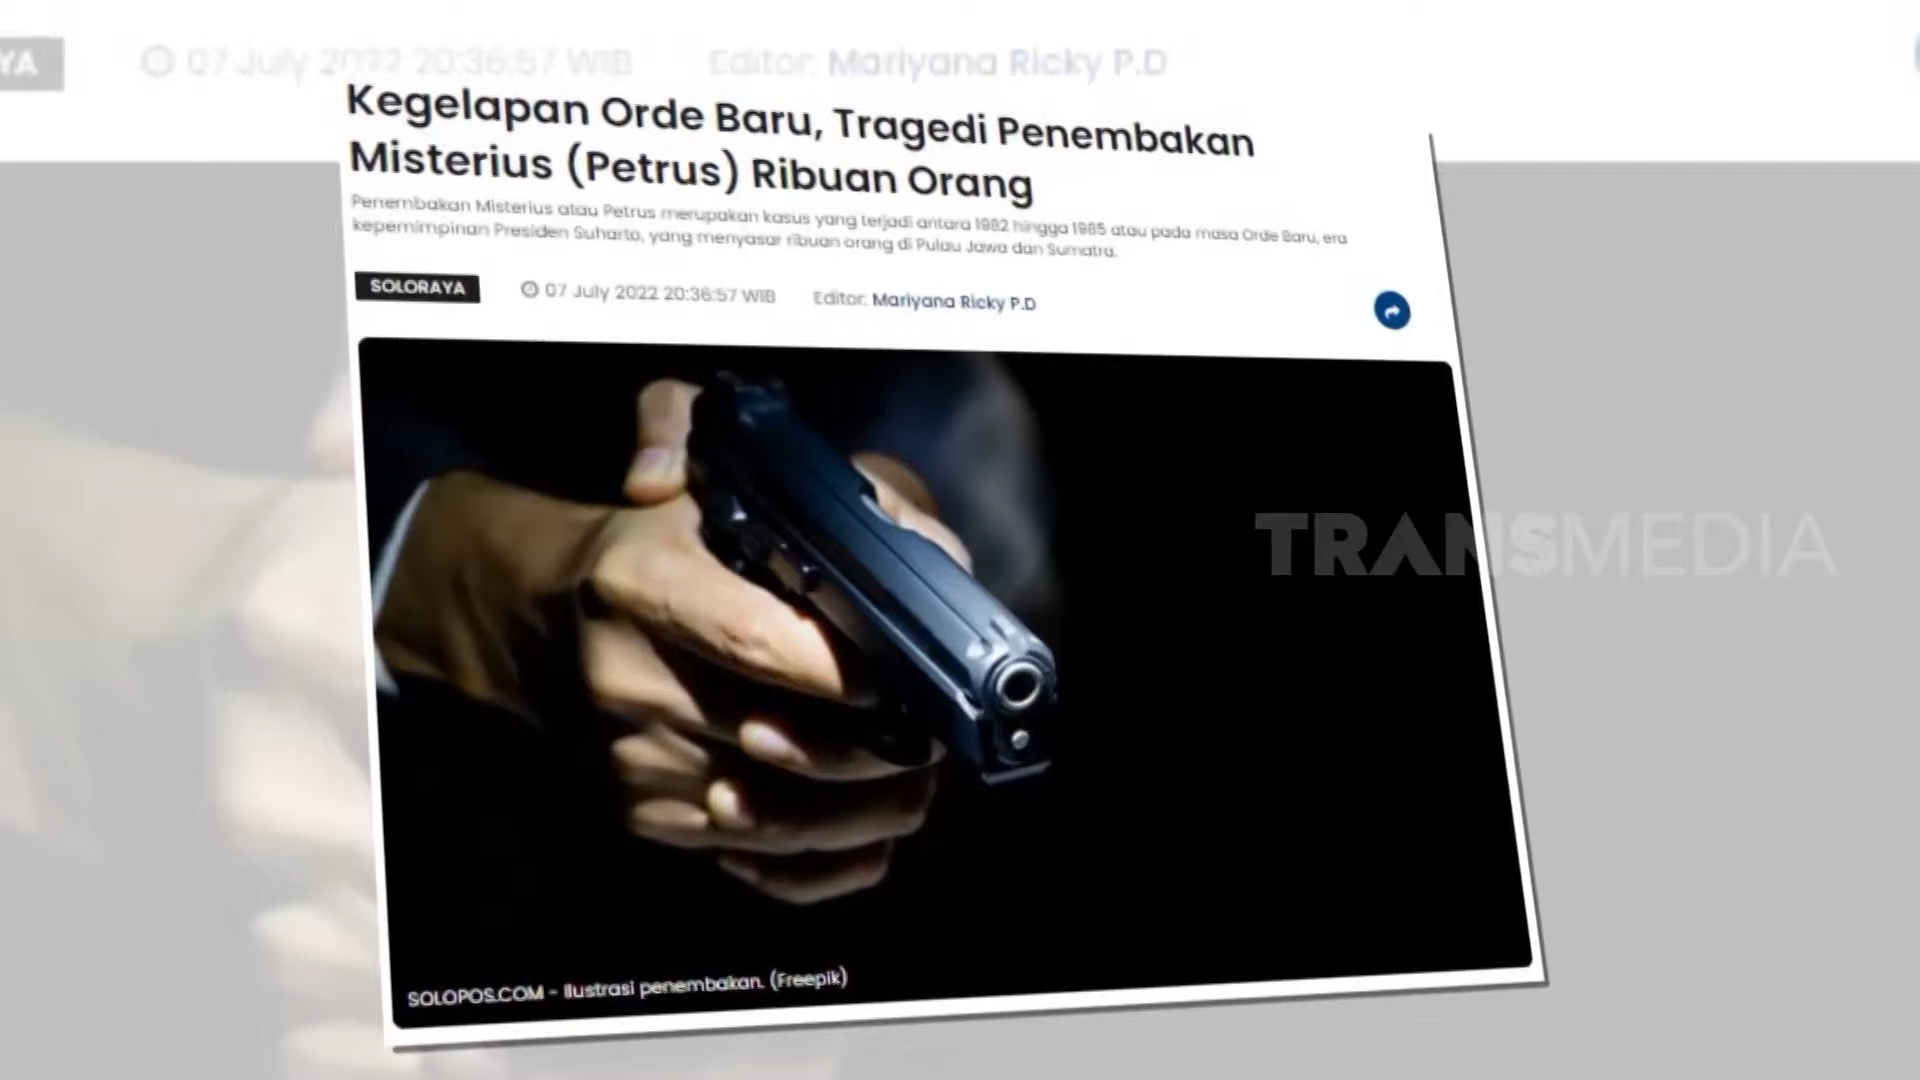 YA
07 July 2022 20:36:57 WIB
Editor: Mariyana Ricky P.D
Kegelapan Orde Baru, Tragedi Penembakan
Misterius (Petrus) Ribuan Orang
Penembakan Misterius atau Petrus merupakan kasus yang terjadi antara 1982 hingga 1985 atau pada masa Orde Baru, era
kepemimpinan Presiden Suharto, yang menyasar ribuan orang di Pulau Jawa dan Sumatra.
SOLORAYA
07 July 2022 20:36:57 WIB
Editor: Mariyana Ricky P.D
TRANSMEDIA
SOLOPOS.COM - Ilustrasi penembakan. (Freepik)